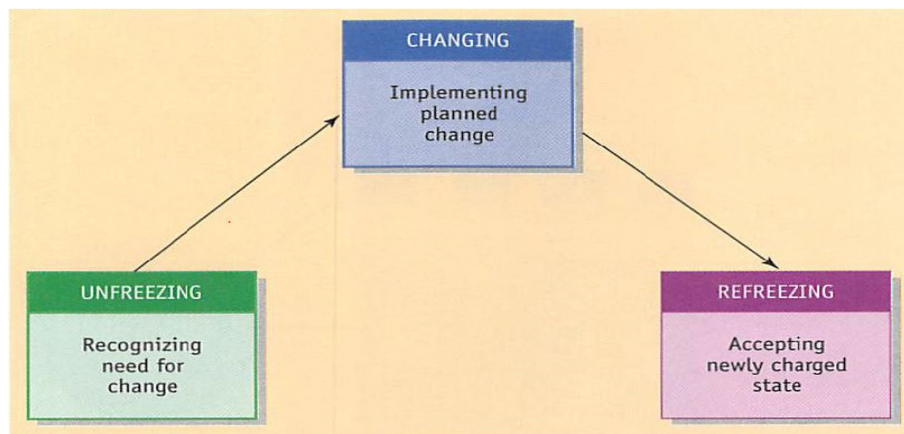 CHANGING
Implementing
planned
change
UNFREEZING
Recognizing
need for
change
REFREEZING
Accepting
newly charged
state